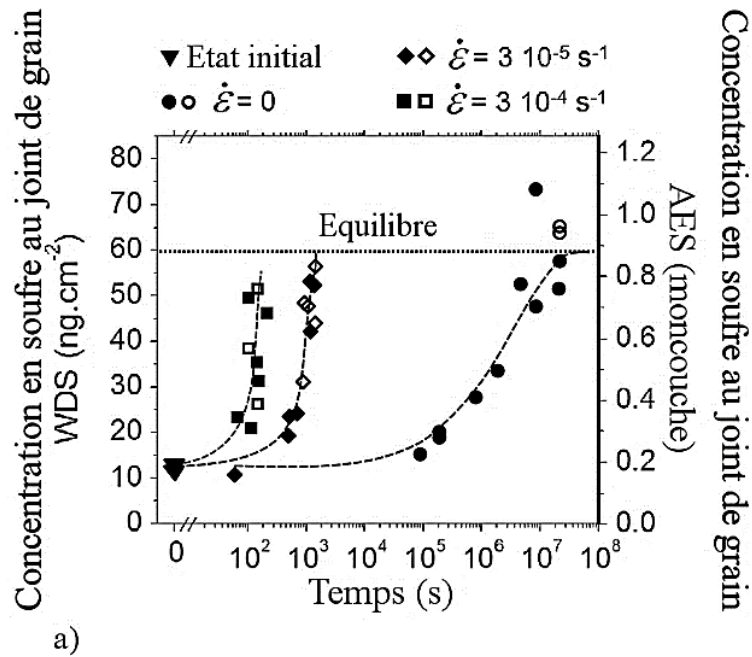 ▼ Etat initial
◆◇ ε̇ = 3 10⁻⁵ s⁻¹
●○ ε̇ = 0
■□ ε̇ = 3 10⁻⁴ s⁻¹
Concentration en soufre au joint de grain
WDS (ng.cm⁻²)
80
70
60
50
40
30
20
10
0
Equilibre
1.2
1.0
0.8
0.6
0.4
0.2
0.0
AES (moncouche)
Concentration en soufre au joint de grain
0 10² 10³ 10⁴ 10⁵ 10⁶ 10⁷ 10⁸
Temps (s)
a)